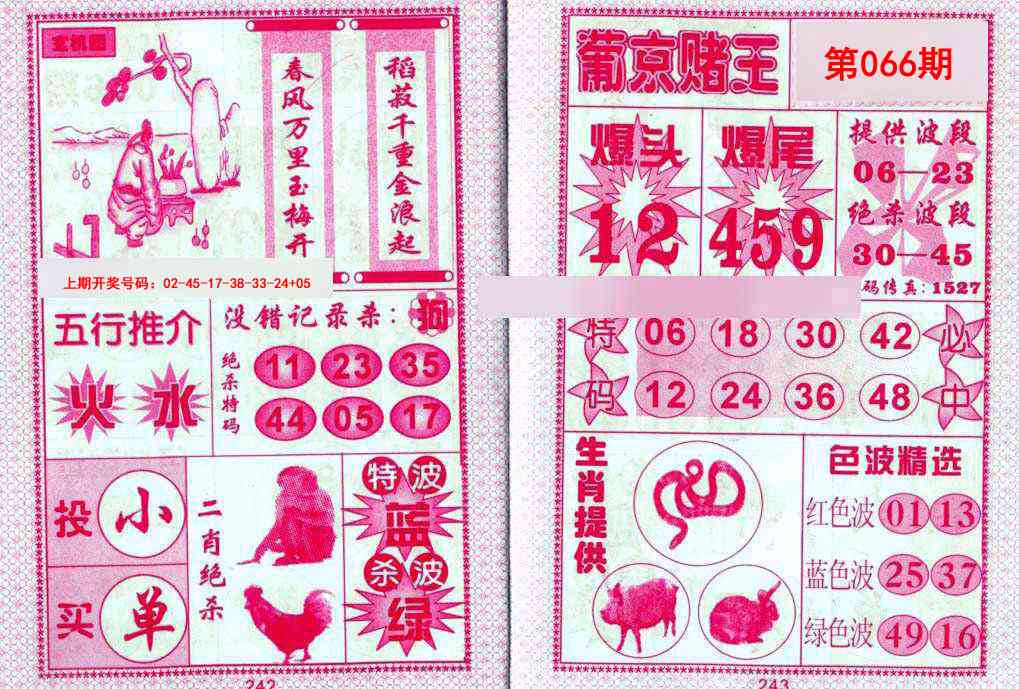 玄机图
春风万里玉梅开
稻菽千重金浪起
上期开奖号码：02-45-17-38-33-24+05
五行推介
火 水
没错记录杀：狗
绝杀特码
11 23 35
44 05 17
投 小
买 单
二肖绝杀
特波
蓝
杀波
绿
242
葡京赌王
第066期
爆头
12
爆尾
459
提供波段
06—23
绝杀波段
30—45
码传真：1527
特码
06 18 30 42
12 24 36 48
必中
生肖提供
色波精选
红色波 01 13
蓝色波 25 37
绿色波 49 16
243